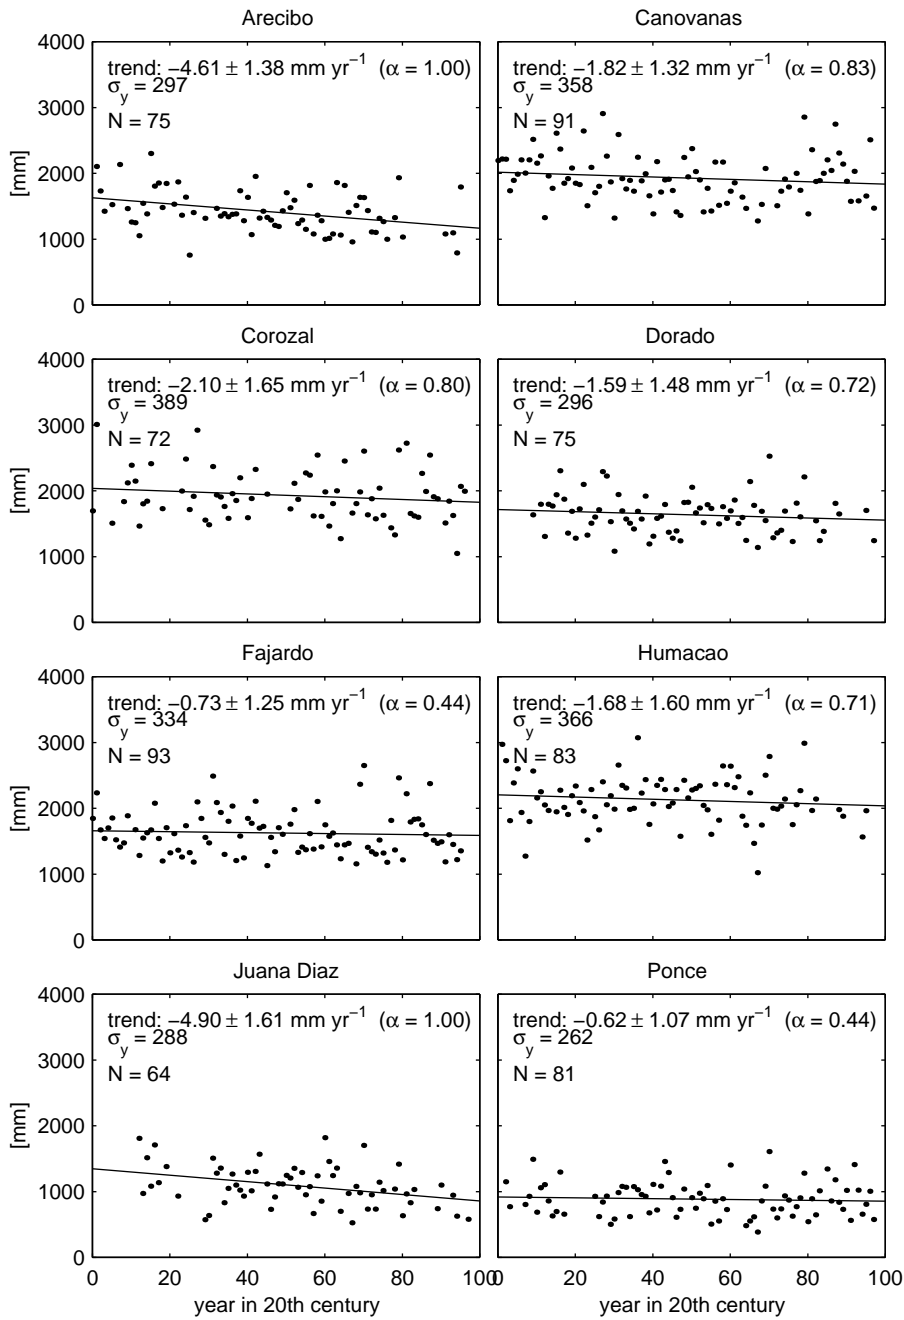 Arecibo
Canovanas
4000
3000
2000
1000
0
[mm]
trend: −4.61 ± 1.38 mm yr⁻¹ (α = 1.00)
σy = 297
N = 75
trend: −1.82 ± 1.32 mm yr⁻¹ (α = 0.83)
σy = 358
N = 91
Corozal
Dorado
4000
3000
2000
1000
0
[mm]
trend: −2.10 ± 1.65 mm yr⁻¹ (α = 0.80)
σy = 389
N = 72
trend: −1.59 ± 1.48 mm yr⁻¹ (α = 0.72)
σy = 296
N = 75
Fajardo
Humacao
4000
3000
2000
1000
0
[mm]
trend: −0.73 ± 1.25 mm yr⁻¹ (α = 0.44)
σy = 334
N = 93
trend: −1.68 ± 1.60 mm yr⁻¹ (α = 0.71)
σy = 366
N = 83
Juana Diaz
Ponce
4000
3000
2000
1000
0
[mm]
trend: −4.90 ± 1.61 mm yr⁻¹ (α = 1.00)
σy = 288
N = 64
trend: −0.62 ± 1.07 mm yr⁻¹ (α = 0.44)
σy = 262
N = 81
0 20 40 60 80 100
0 20 40 60 80 100
year in 20th century
year in 20th century